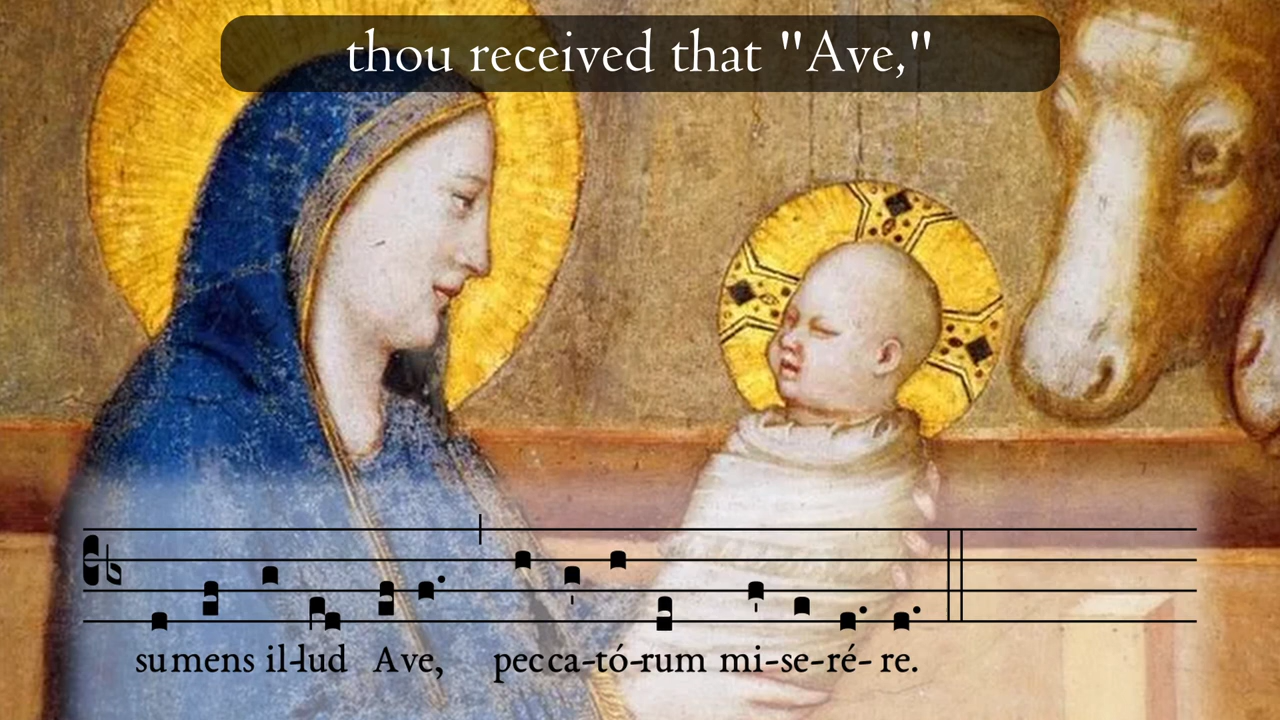 thou received that "Ave,"
sumens il-lud Ave, pecca-tó-rum mi-se-ré- re.